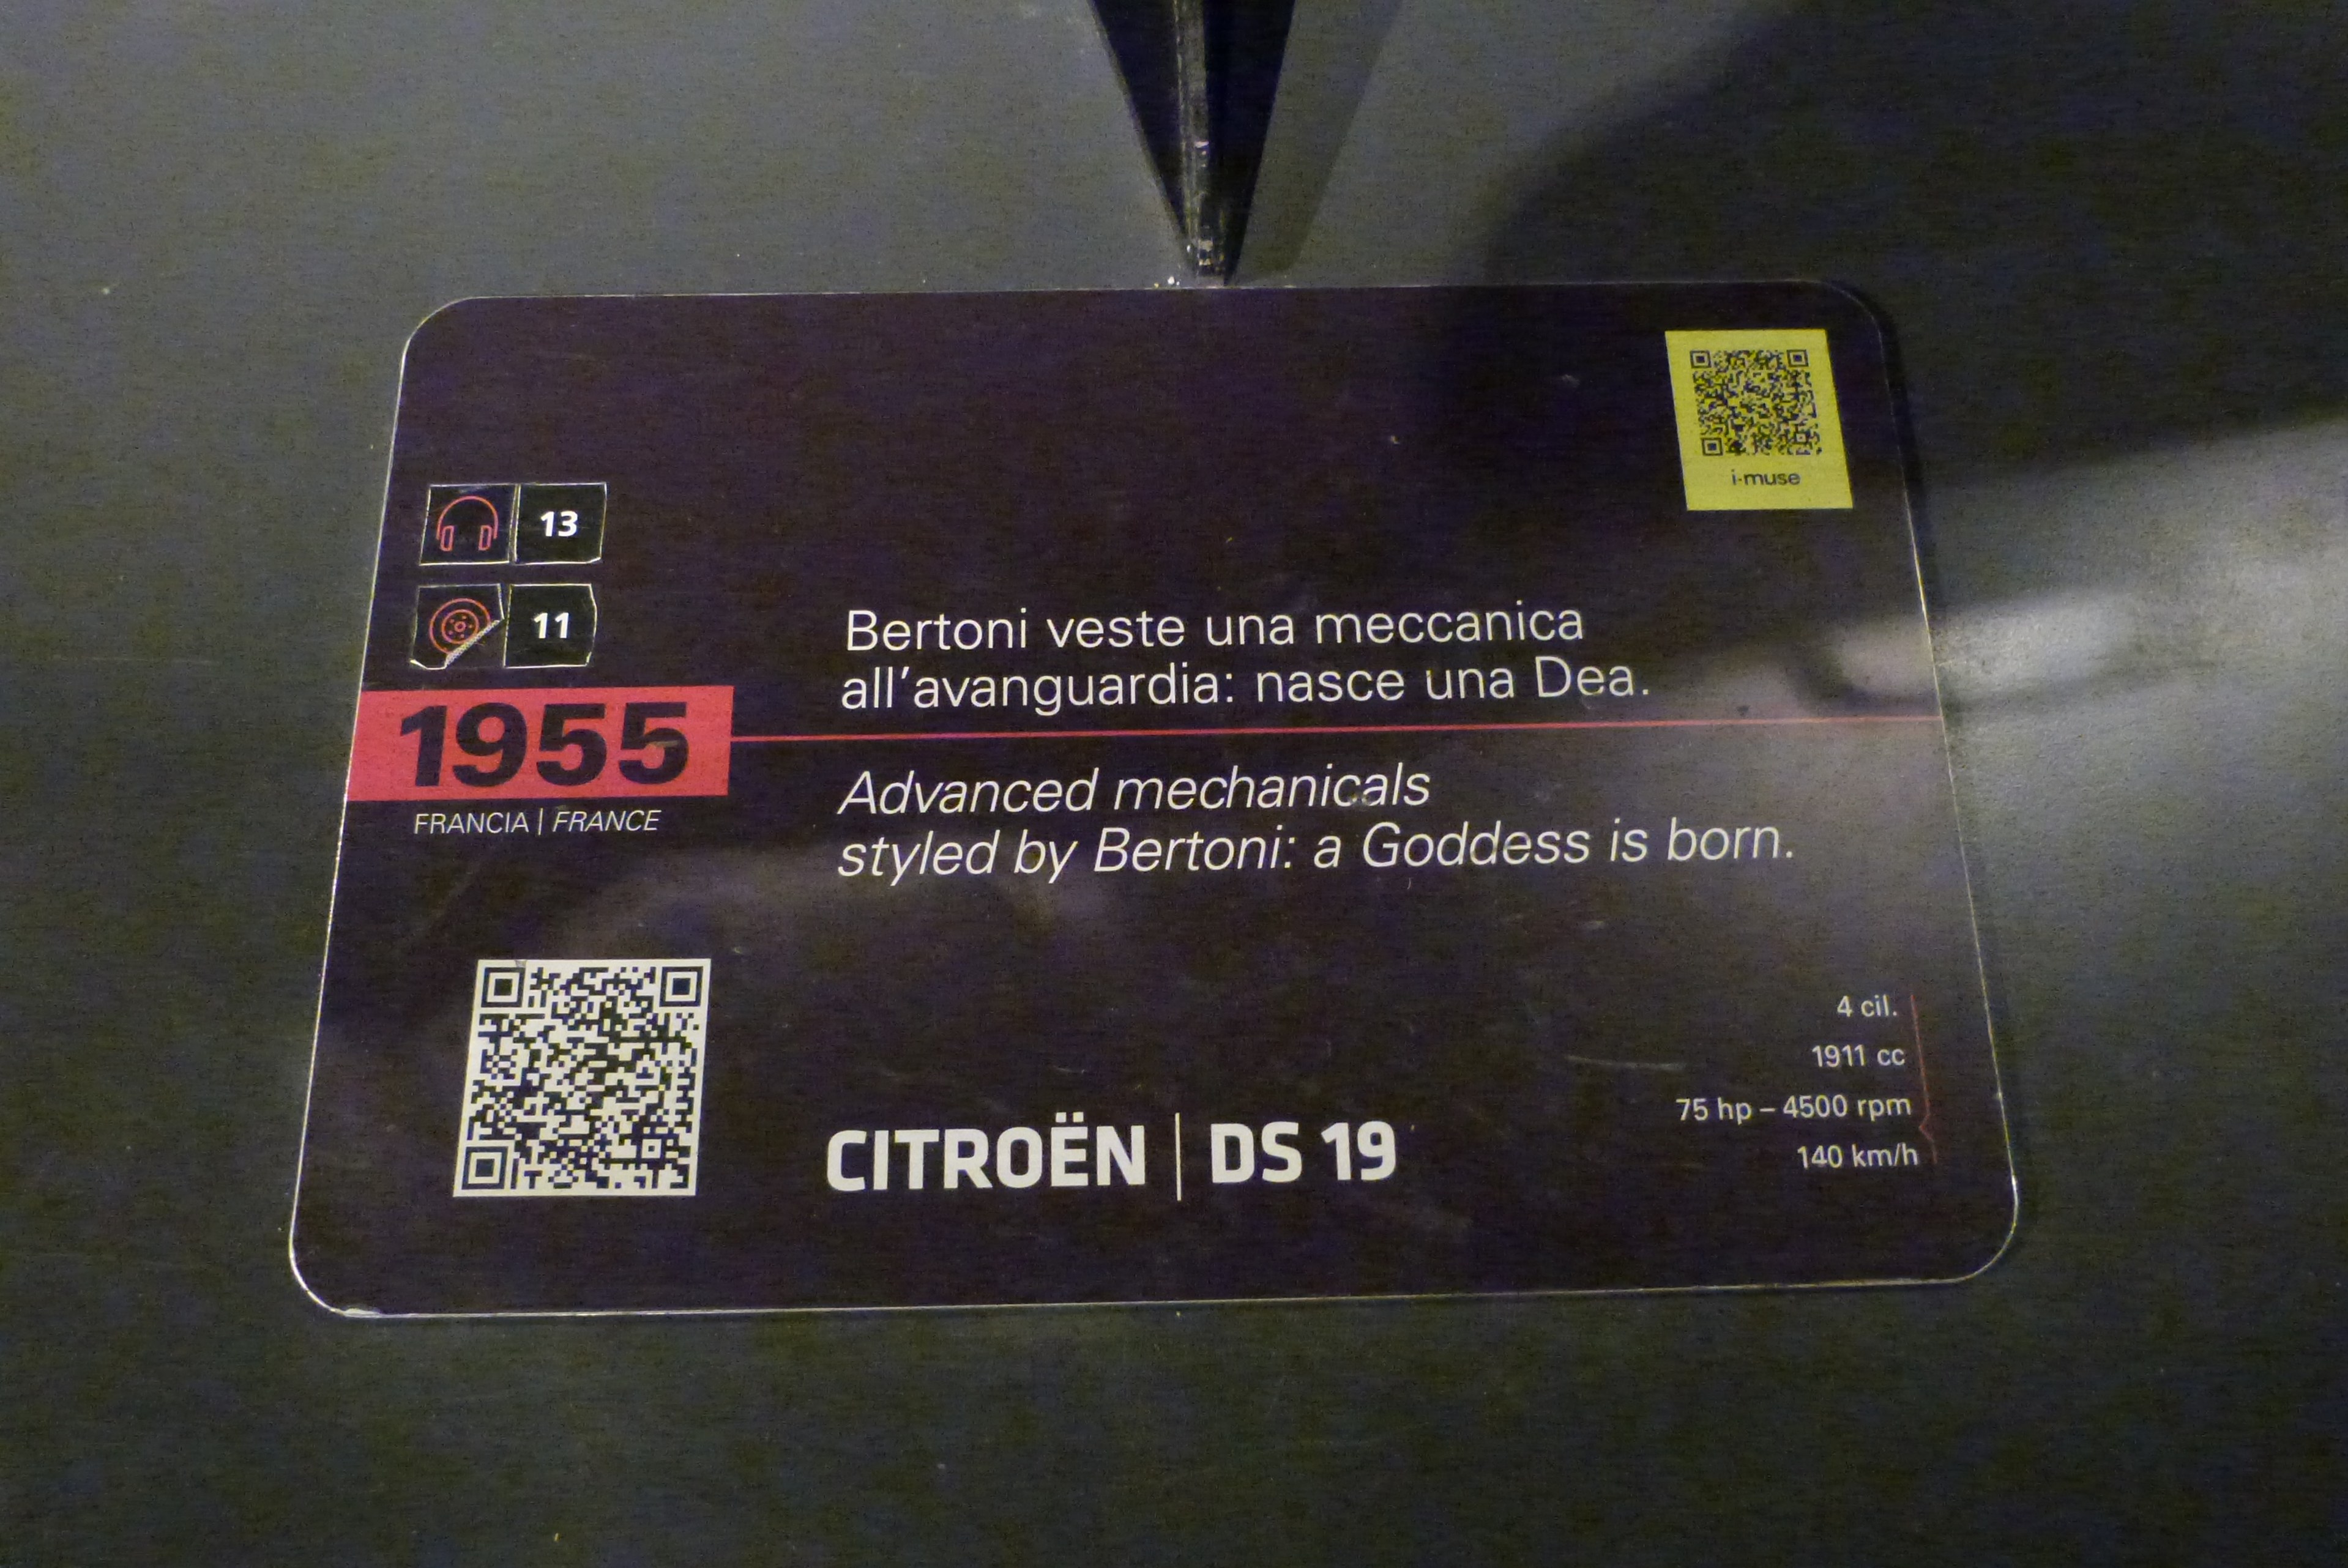 i-muse
13
11
Bertoni veste una meccanica
all'avanguardia: nasce una Dea.
1955
FRANCIA | FRANCE
Advanced mechanicals
styled by Bertoni: a Goddess is born.
4 cil.
1911 cc
75 hp – 4500 rpm
140 km/h
CITROËN | DS 19